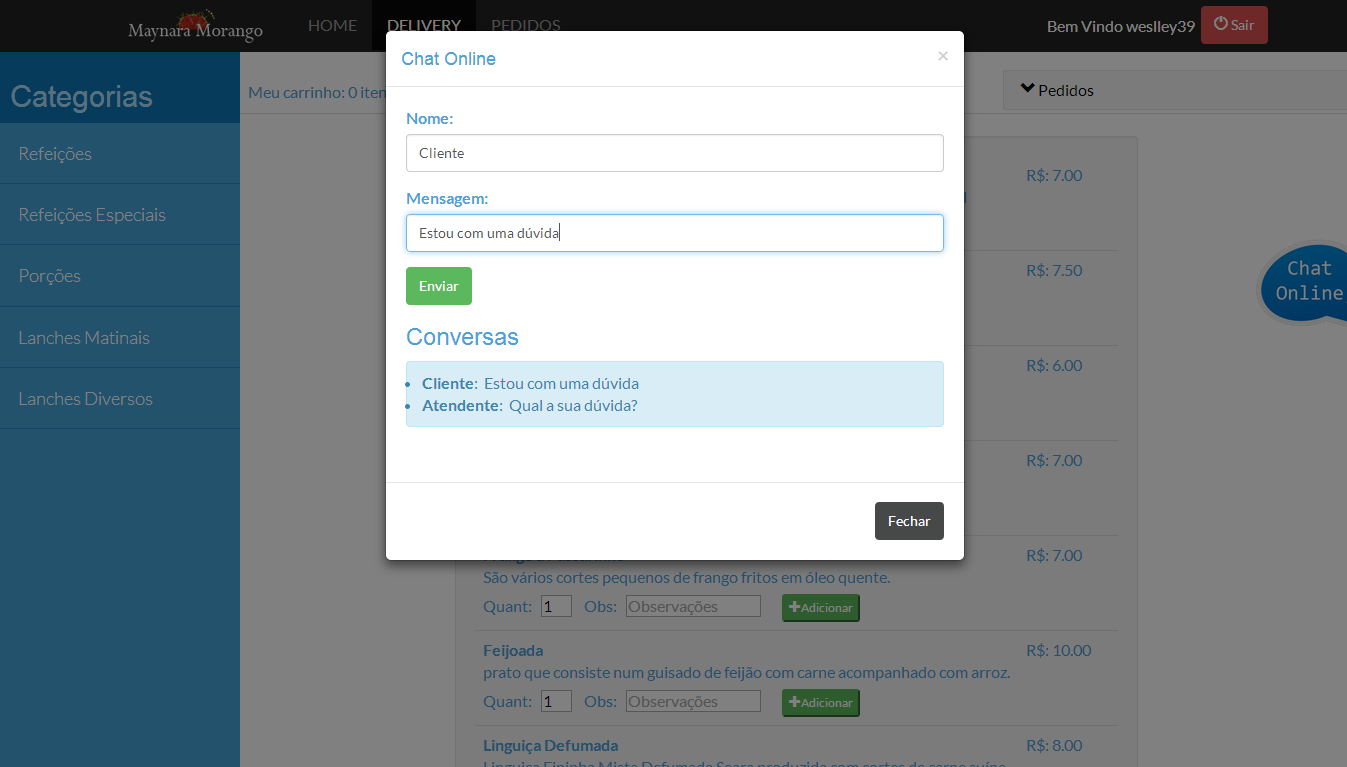 Maynara Morango
HOME
DELIVERY
PEDIDOS
Bem Vindo weslley39
Sair
Categorias
Refeições
Refeições Especiais
Porções
Lanches Matinais
Lanches Diversos
Meu carrinho: 0
Pedidos
Chat Online
×
Nome:
Cliente
Mensagem:
Estou com uma dúvida
Enviar
Conversas
Cliente: Estou com uma dúvida
Atendente: Qual a sua dúvida?
Fechar
R$: 7.00
R$: 7.50
R$: 6.00
R$: 7.00
Chat
Online
R$: 7.00
São vários cortes pequenos de frango fritos em óleo quente.
Quant: 1 Obs: Observações Adicionar
Feijoada R$: 10.00
prato que consiste num guisado de feijão com carne acompanhado com arroz.
Quant: 1 Obs: Observações Adicionar
Linguiça Defumada R$: 8.00